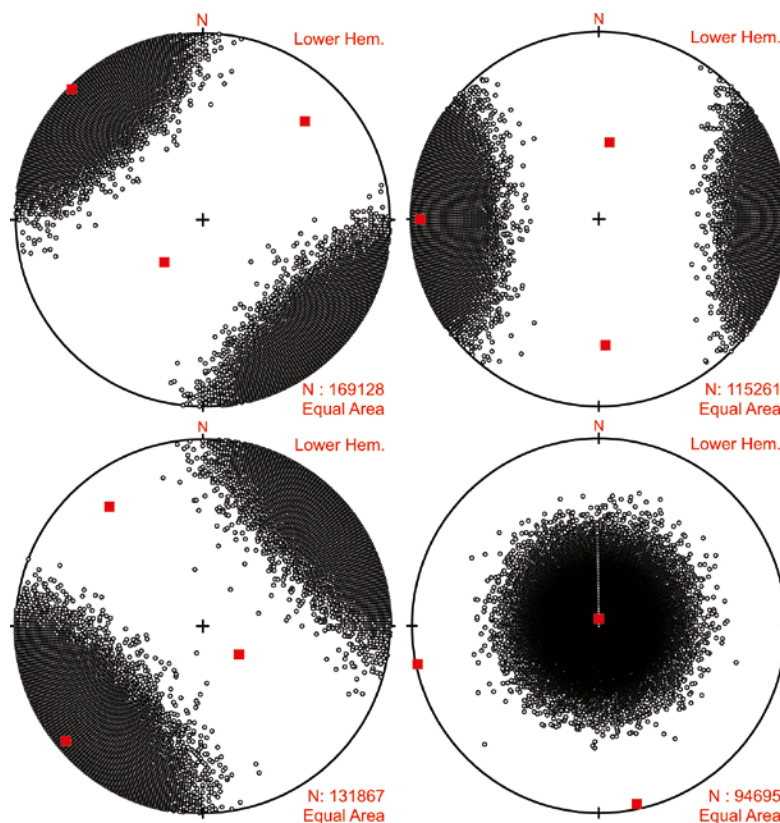 N
Lower Hem.
N : 169128
Equal Area
N
Lower Hem.
N: 115261
Equal Area
N
Lower Hem.
N: 131867
Equal Area
N
Lower Hem.
N : 94695
Equal Area